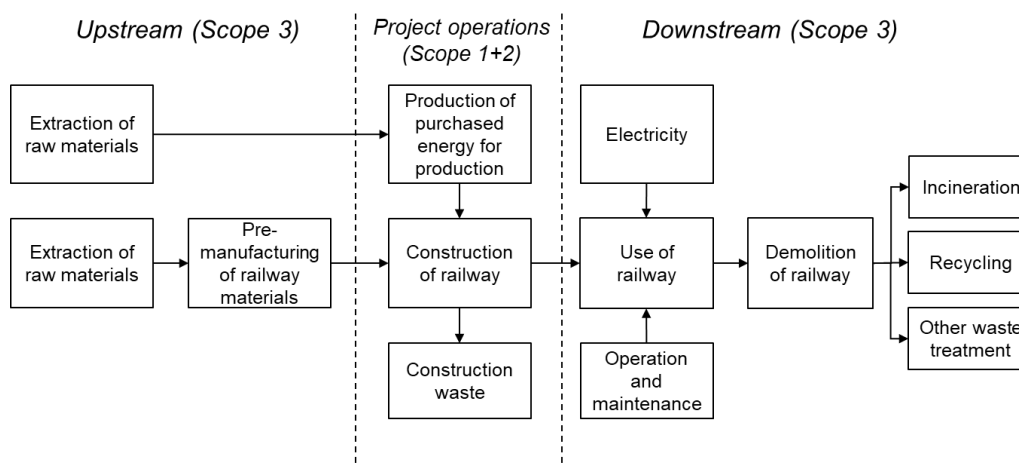 Upstream (Scope 3)
Project operations
(Scope 1+2)
Downstream (Scope 3)
Extraction of
raw materials
Production of
purchased
energy for
production
Electricity
Extraction of
raw materials
Pre-
manufacturing
of railway
materials
Construction
of railway
Use of
railway
Demolition
of railway
Incineration
Recycling
Other waste
treatment
Construction
waste
Operation
and
maintenance